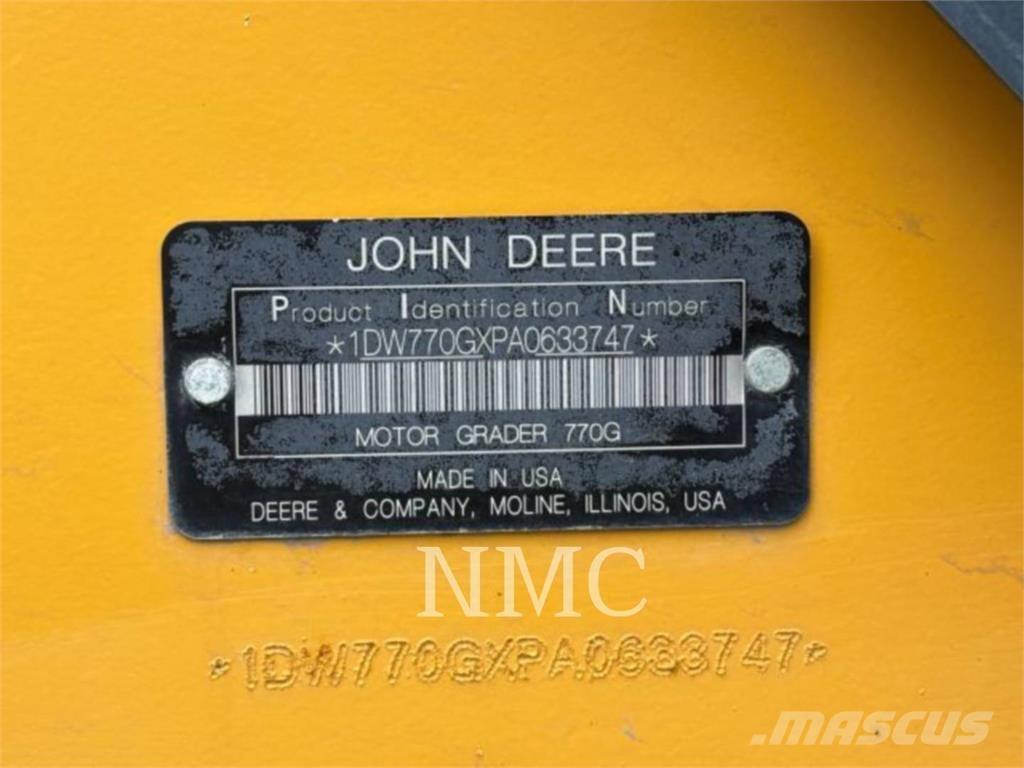 JOHN DEERE
Product Identification Number
*1DW770GXPA0633747*
MOTOR GRADER 770G
MADE IN USA
DEERE & COMPANY, MOLINE, ILLINOIS, USA
NMC
*1DW770GXPA0633747*
MASCUS